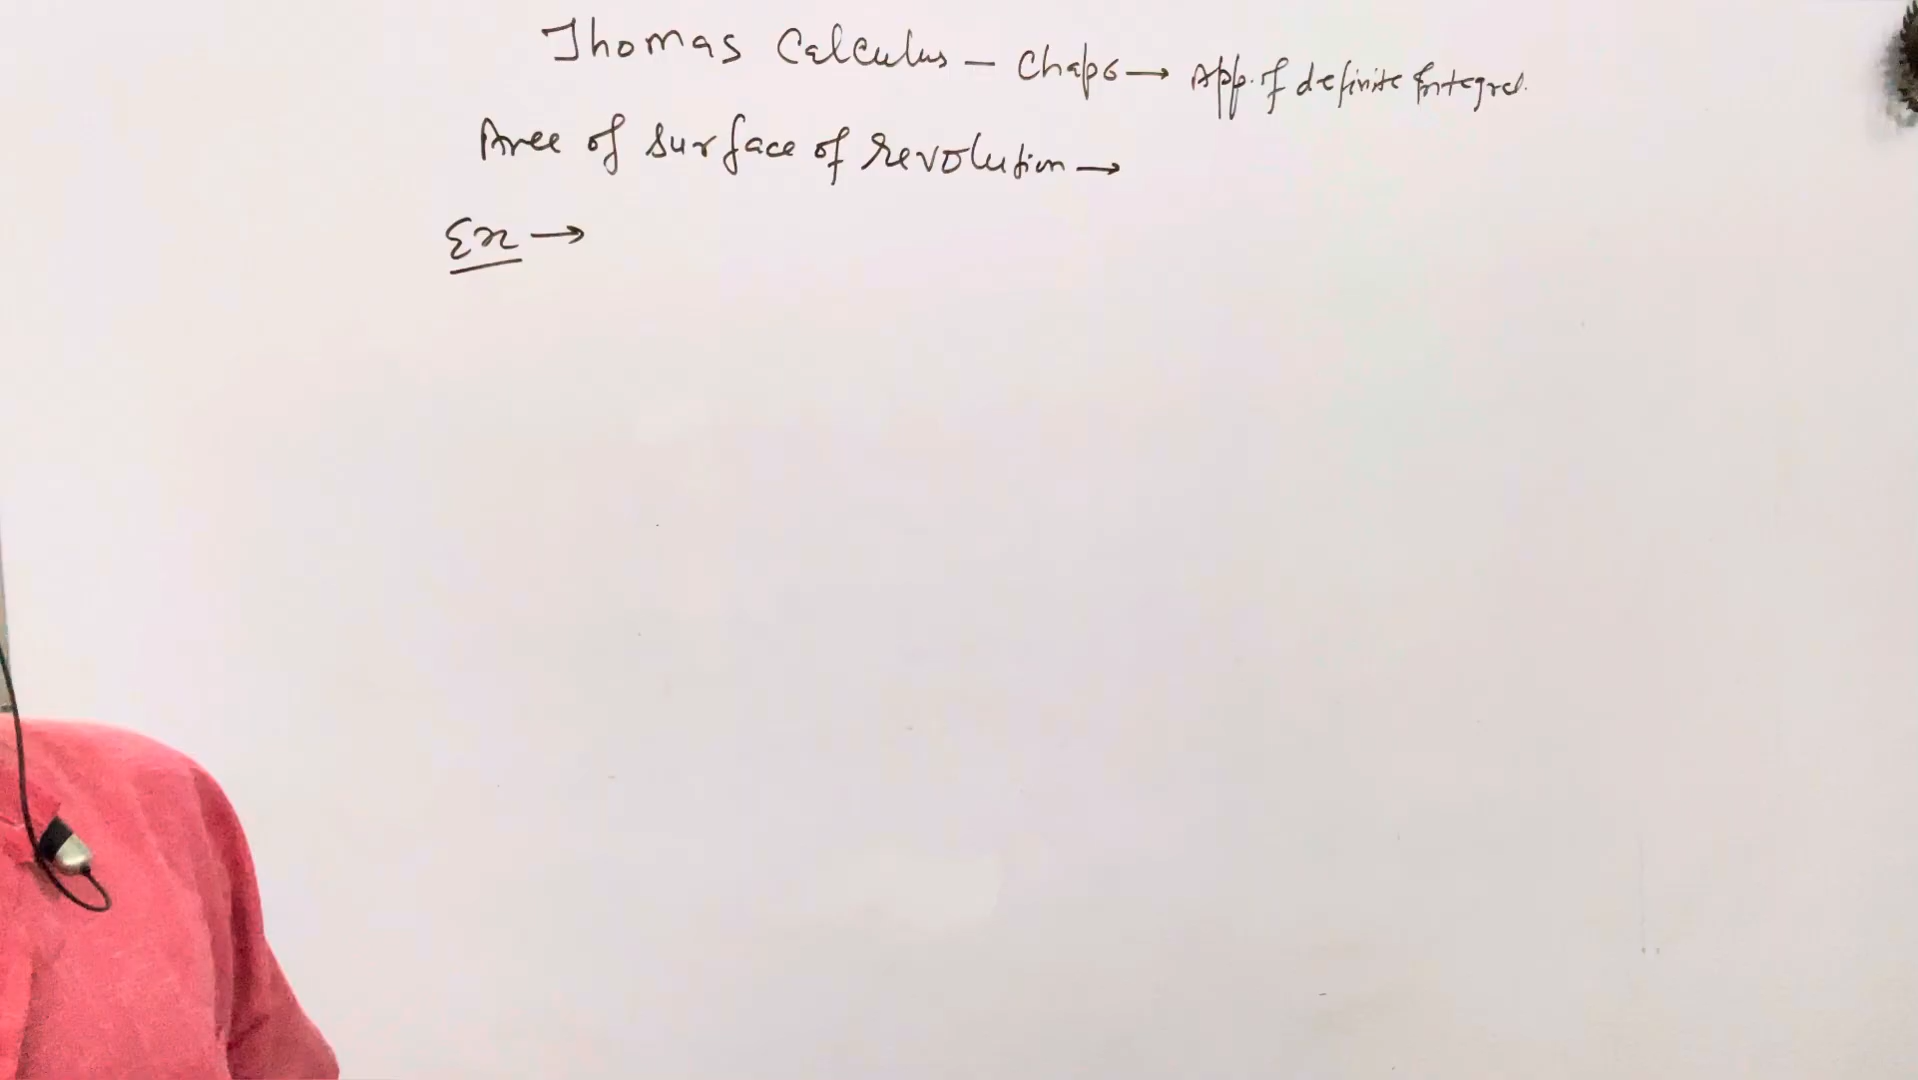 Thomas Calculus – Chap6 → App. of definite Integral.
Area of surface of revolution →
Ex →